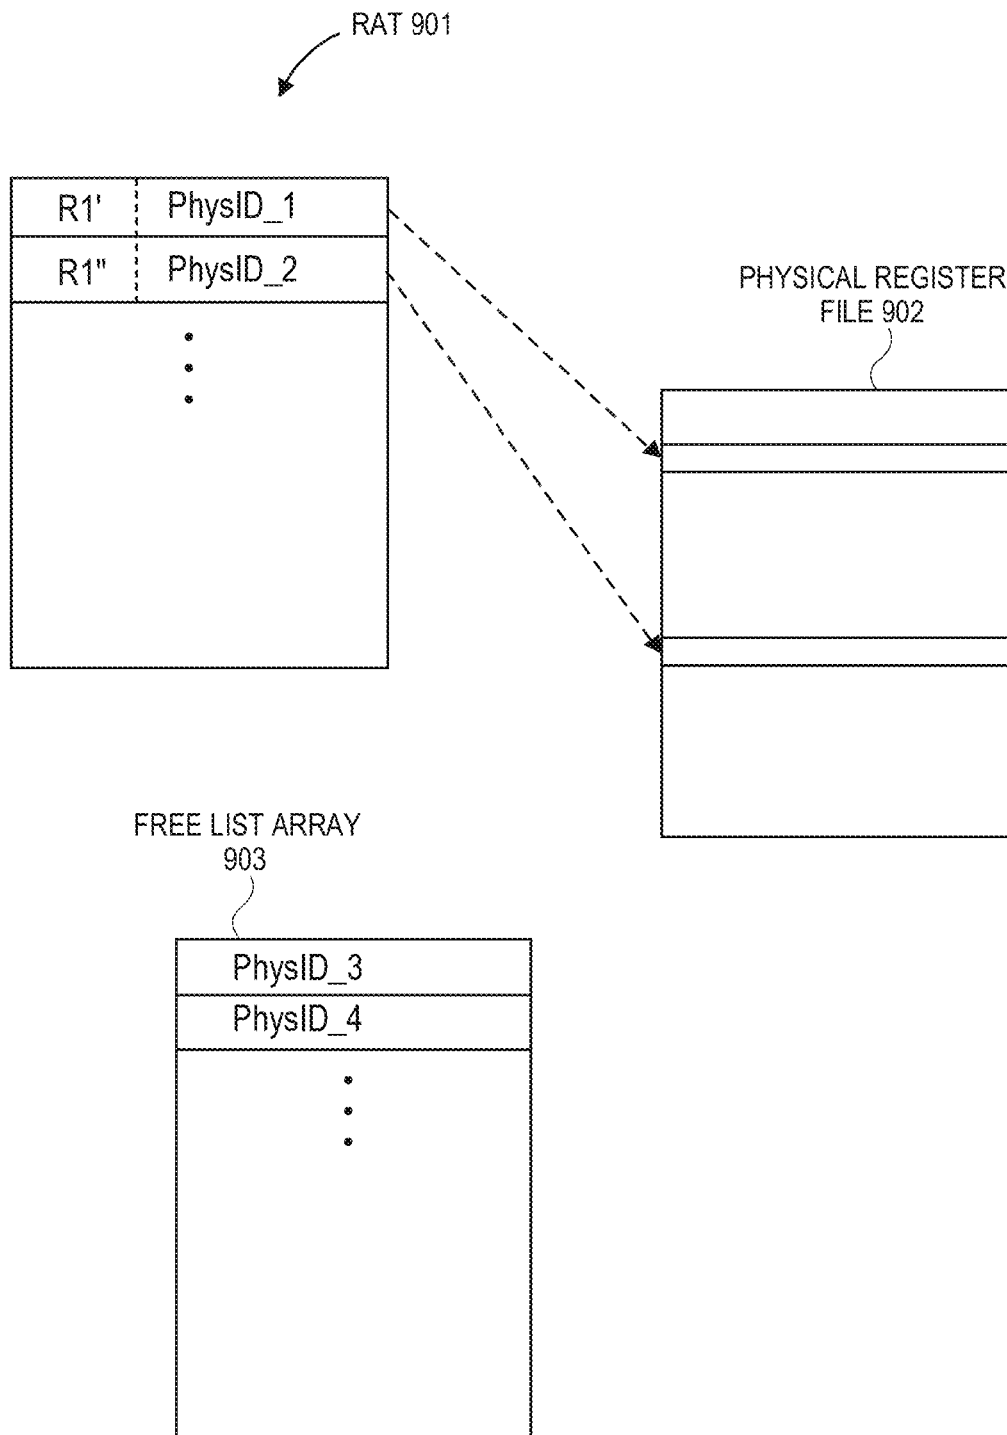 RAT 901
R1' PhysID_1
R1" PhysID_2
PHYSICAL REGISTER
FILE 902
FREE LIST ARRAY
903
PhysID_3
PhysID_4